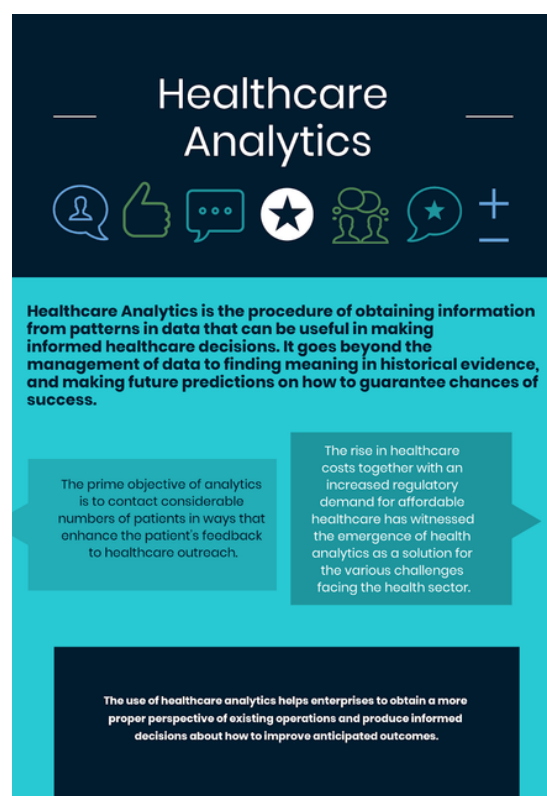 Healthcare
Analytics
Healthcare Analytics is the procedure of obtaining information
from patterns in data that can be useful in making
informed healthcare decisions. It goes beyond the
management of data to finding meaning in historical evidence,
and making future predictions on how to guarantee chances of
success.
The prime objective of analytics
is to contact considerable
numbers of patients in ways that
enhance the patient's feedback
to healthcare outreach.
The rise in healthcare
costs together with an
increased regulatory
demand for affordable
healthcare has witnessed
the emergence of health
analytics as a solution for
the various challenges
facing the health sector.
The use of healthcare analytics helps enterprises to obtain a more
proper perspective of existing operations and produce informed
decisions about how to improve anticipated outcomes.